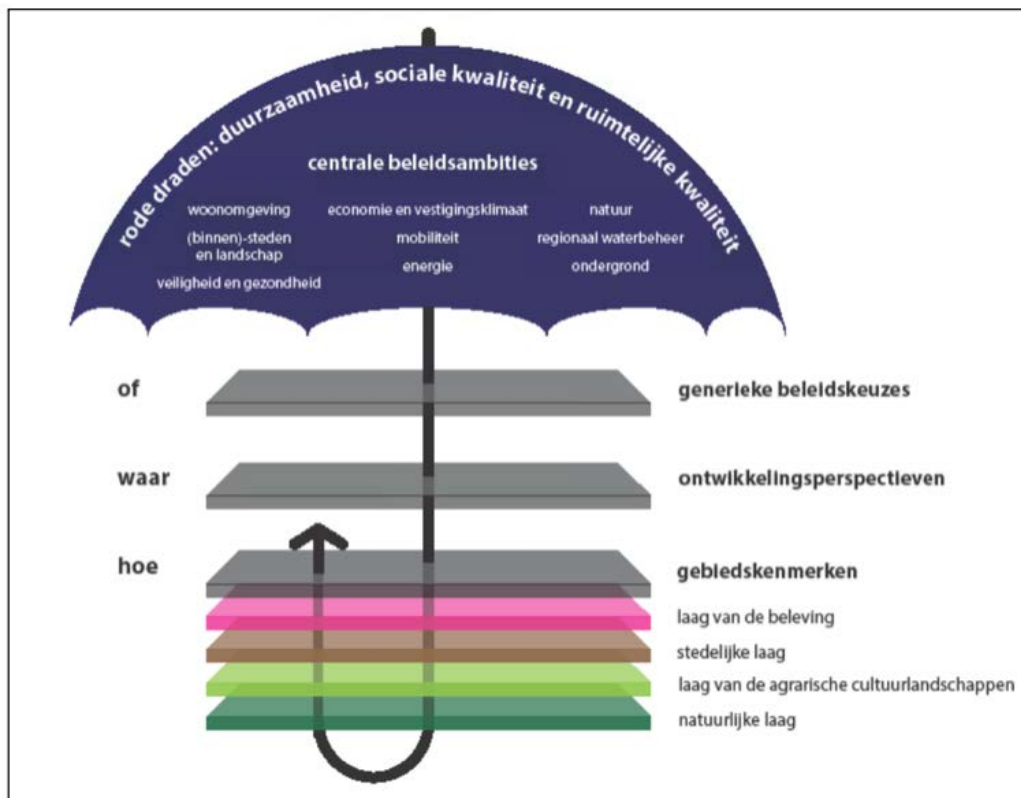 rode draden: duurzaamheid, sociale kwaliteit en ruimtelijke kwaliteit
centrale beleidsambities
woonomgeving
(binnen)-steden
en landschap
veiligheid en gezondheid
economie en vestigingsklimaat
mobiliteit
energie
natuur
regionaal waterbeheer
ondergrond
of
generieke beleidskeuzes
waar
ontwikkelingsperspectieven
hoe
gebiedskenmerken
laag van de beleving
stedelijke laag
laag van de agrarische cultuurlandschappen
natuurlijke laag